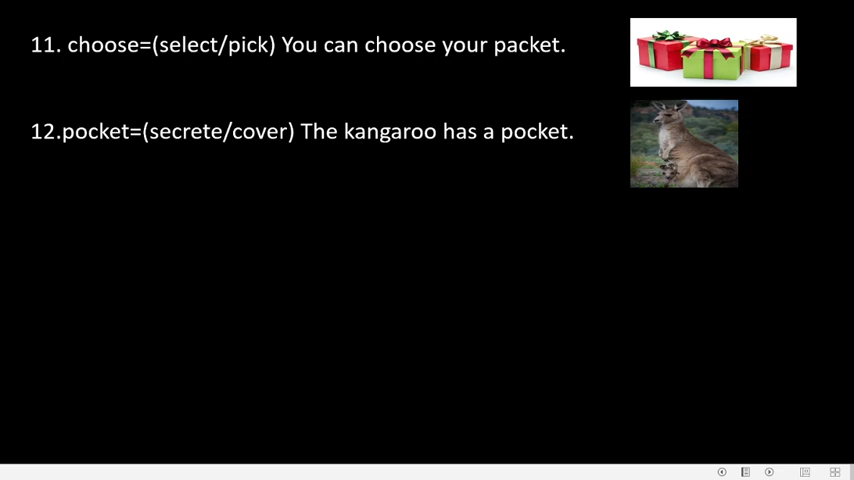 11. choose=(select/pick) You can choose your packet.
12.pocket=(secrete/cover) The kangaroo has a pocket.